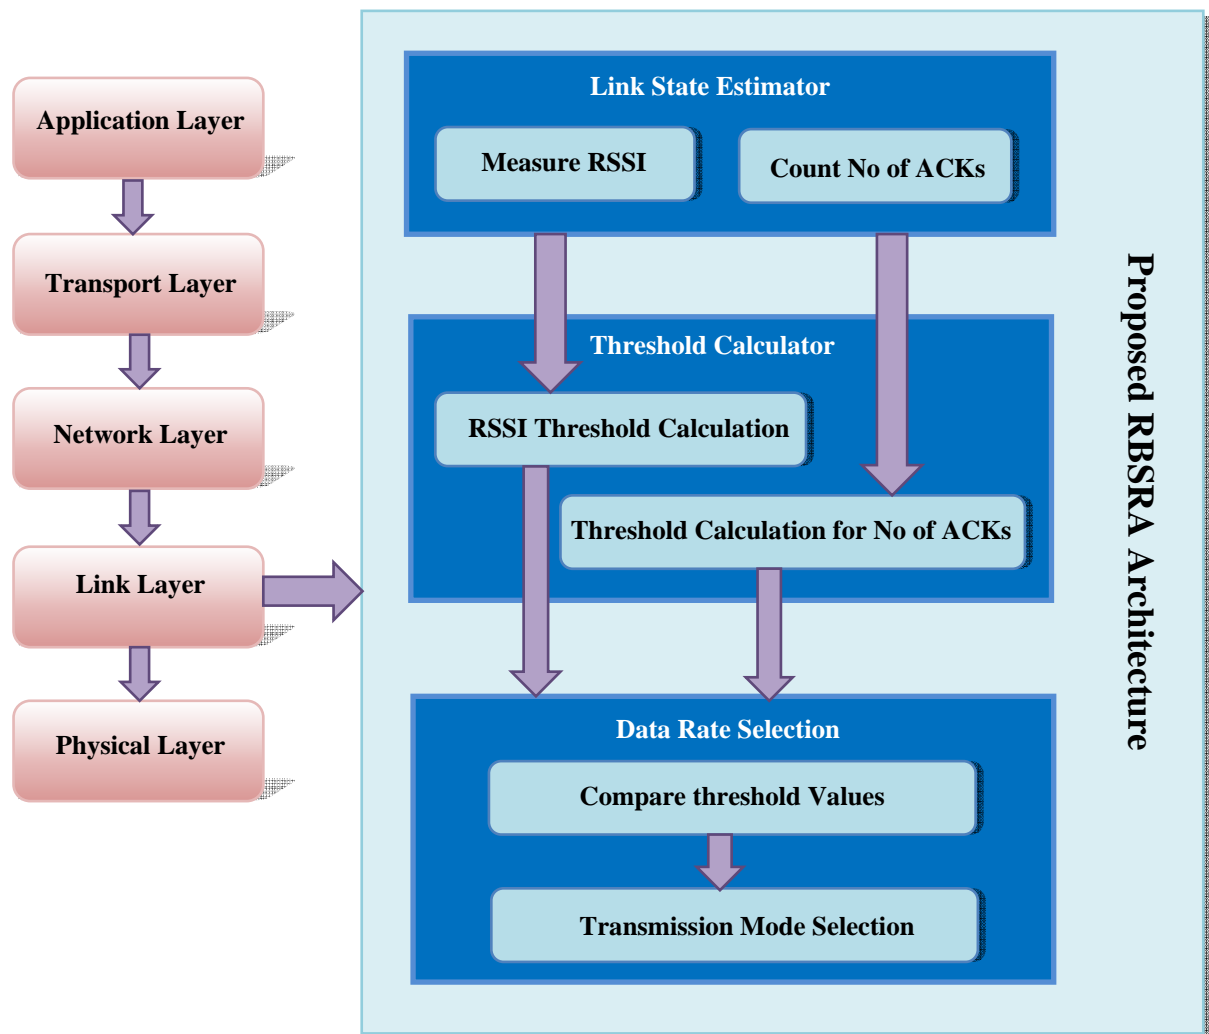 Application Layer
Transport Layer
Network Layer
Link Layer
Physical Layer
Link State Estimator
Measure RSSI
Count No of ACKs
Threshold Calculator
RSSI Threshold Calculation
Threshold Calculation for No of ACKs
Data Rate Selection
Compare threshold Values
Transmission Mode Selection
Proposed RBSRA Architecture